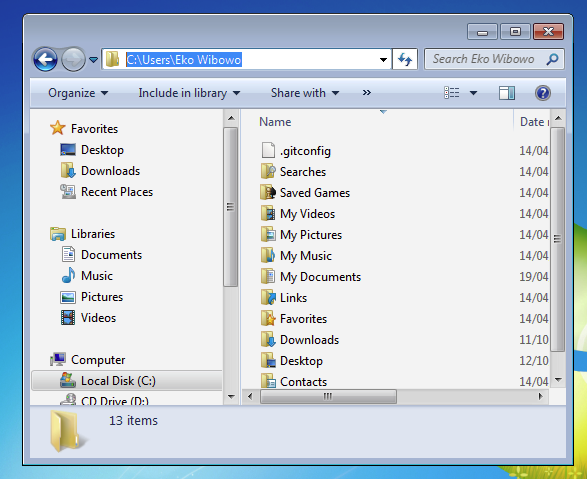 C:\Users\Eko Wibowo
Search Eko Wibowo
Organize
Include in library
Share with
»
Favorites
Desktop
Downloads
Recent Places
Libraries
Documents
Music
Pictures
Videos
Computer
Local Disk (C:)
CD Drive (D:)
Name Date
.gitconfig 14/04
Searches 14/04
Saved Games 14/04
My Videos 14/04
My Pictures 14/04
My Music 14/04
My Documents 19/04
Links 14/04
Favorites 14/04
Downloads 11/10
Desktop 12/10
Contacts 14/04
13 items